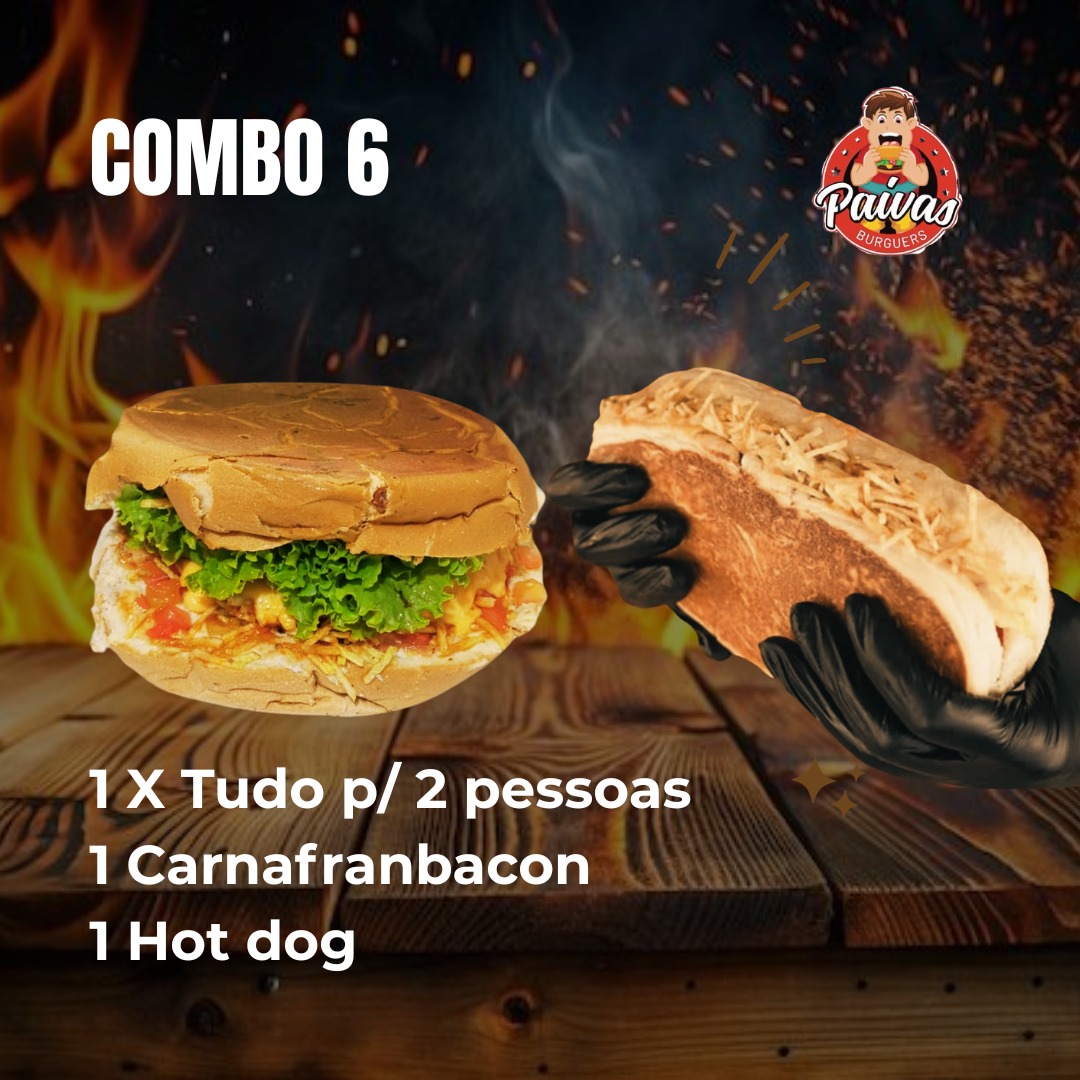 COMBO 6
Paivas
BURGUERS
1 X Tudo p/ 2 pessoas
1 Carnafranbacon
1 Hot dog